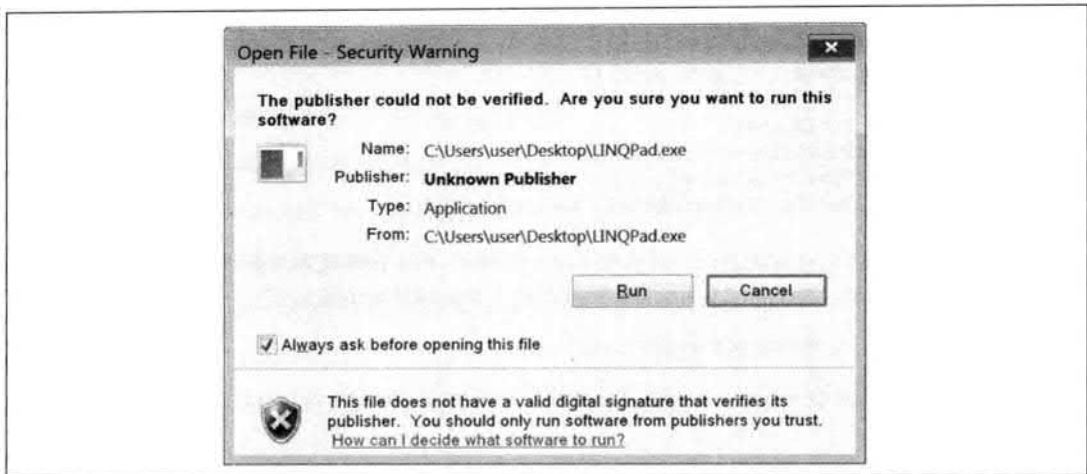 Open File - Security Warning
The publisher could not be verified. Are you sure you want to run this
software?
Name: C:\Users\user\Desktop\LINQPad.exe
Publisher: Unknown Publisher
Type: Application
From: C:\Users\user\Desktop\LINQPad.exe
Run Cancel
Always ask before opening this file
This file does not have a valid digital signature that verifies its
publisher. You should only run software from publishers you trust.
How can I decide what software to run?